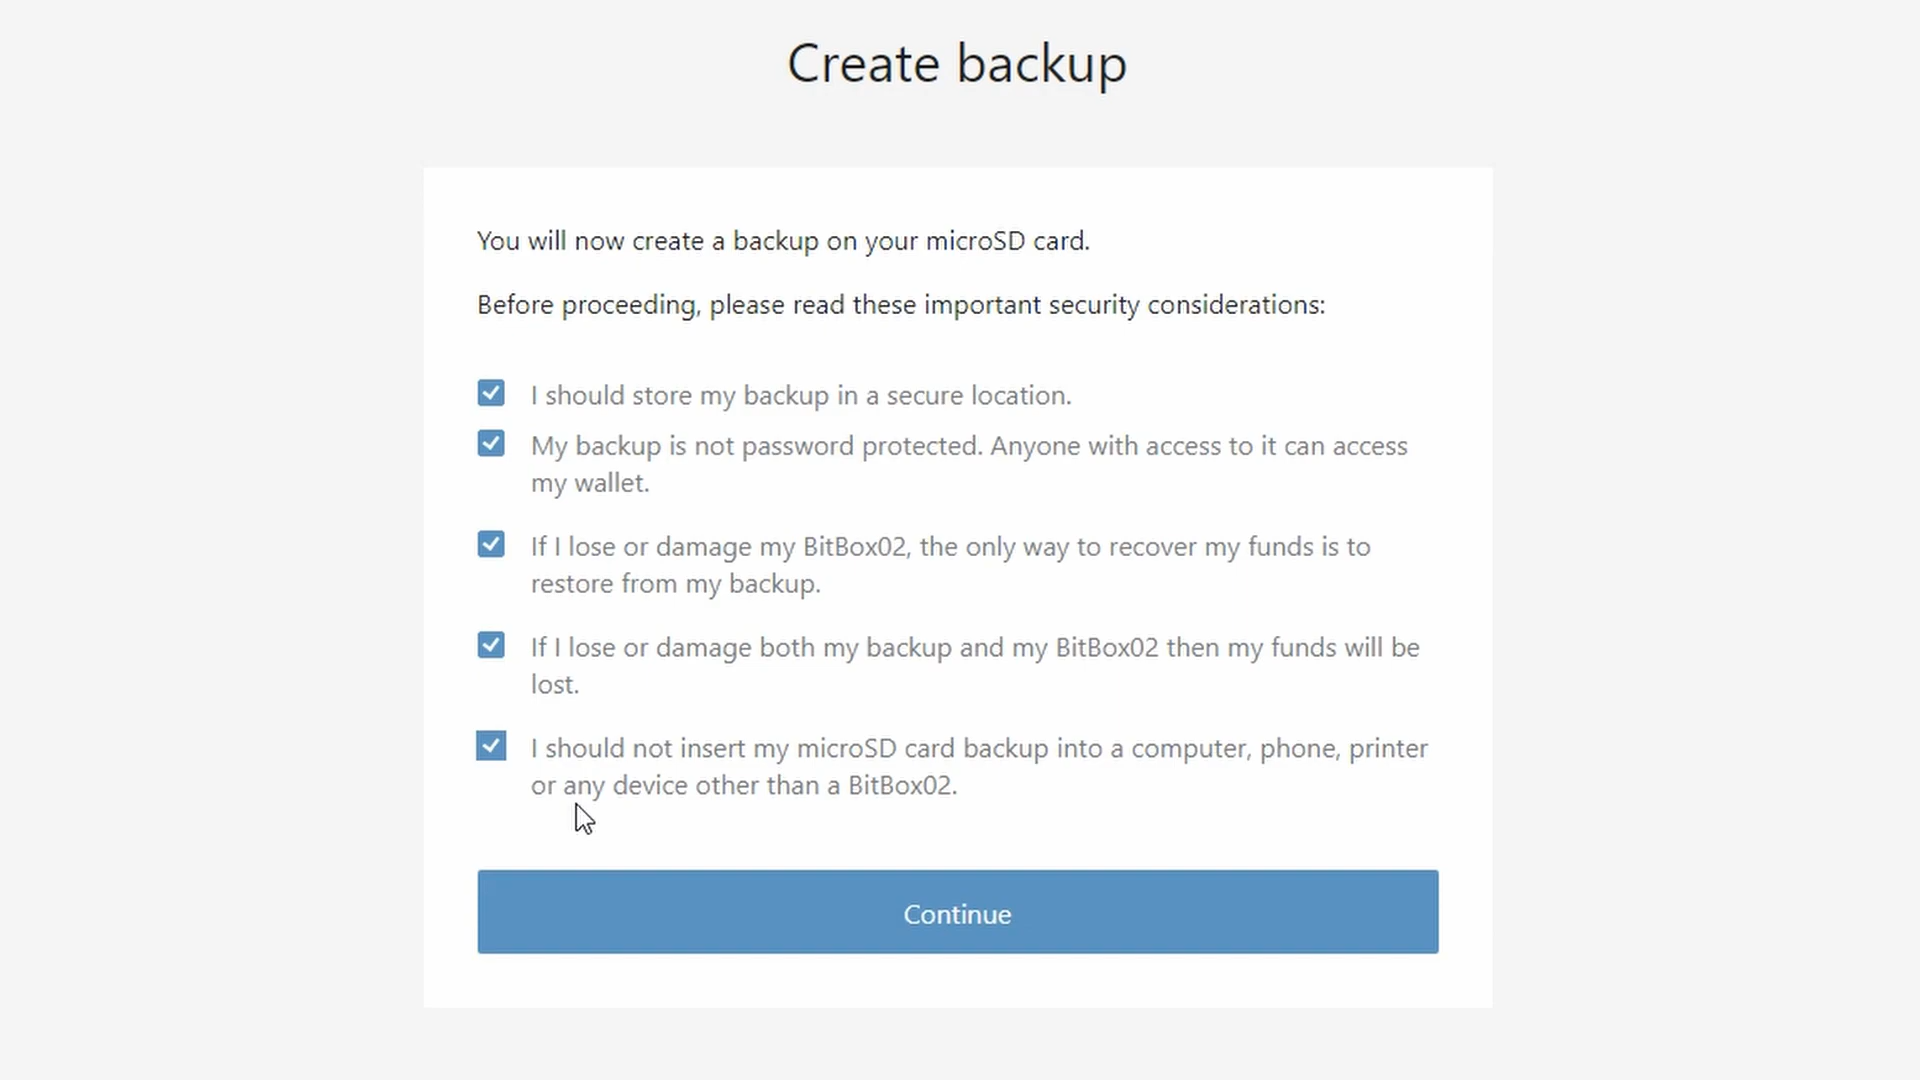 Create backup
You will now create a backup on your microSD card.
Before proceeding, please read these important security considerations:
I should store my backup in a secure location.
My backup is not password protected. Anyone with access to it can access
my wallet.
If I lose or damage my BitBox02, the only way to recover my funds is to
restore from my backup.
If I lose or damage both my backup and my BitBox02 then my funds will be
lost.
I should not insert my microSD card backup into a computer, phone, printer
or any device other than a BitBox02.
Continue